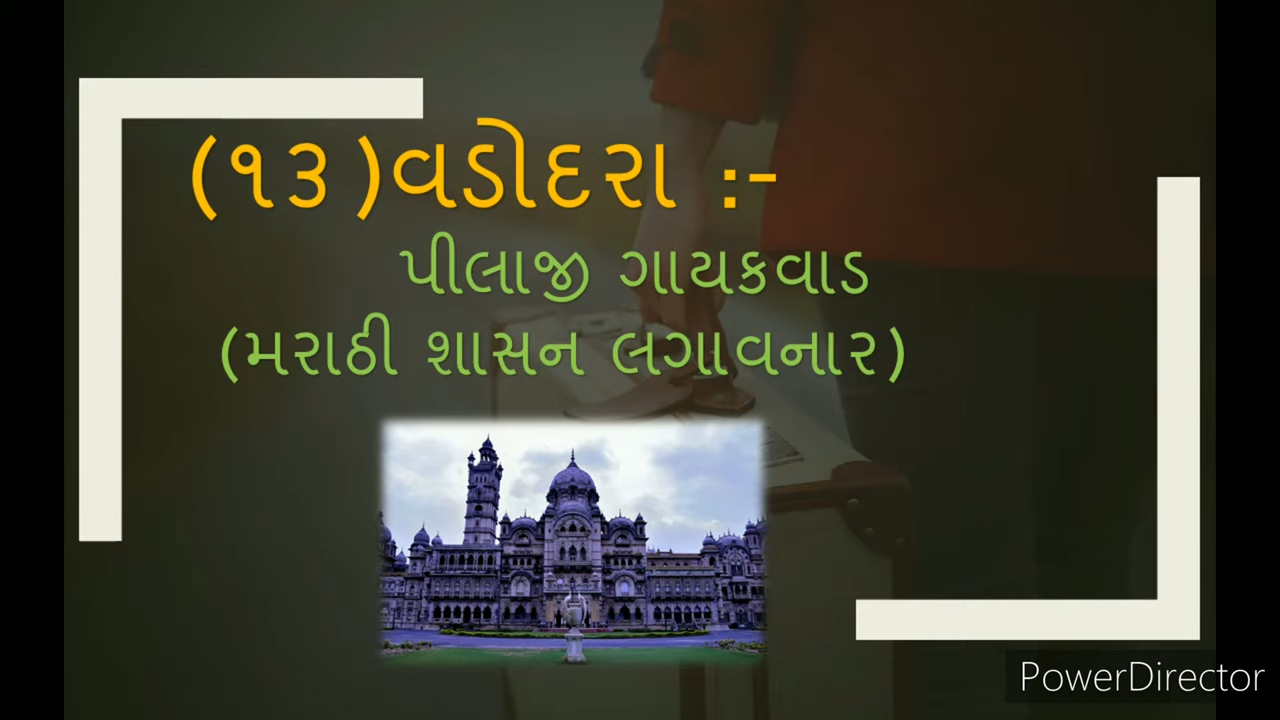 (૧૩)વડોદરા :-
પીલાજી ગાયકવાડ
(મરાઠી શાસન લગાવનાર)
PowerDirector